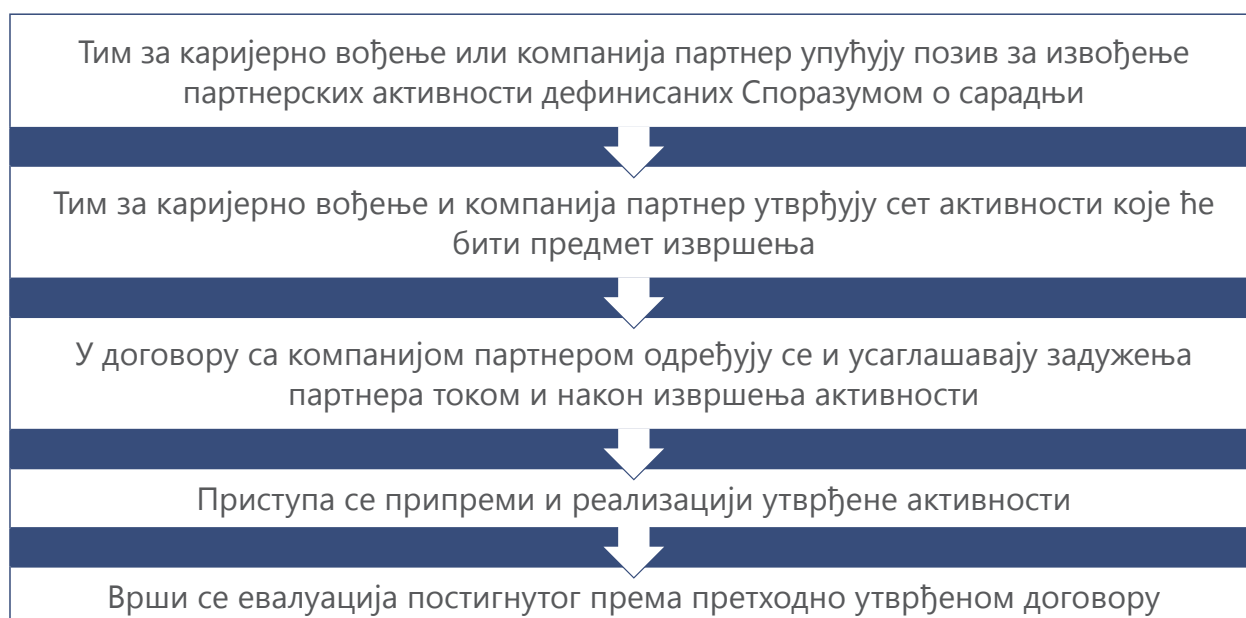 Тим за каријерно вођење или компанија партнер упућују позив за извођење
партнерских активности дефинисаних Споразумом о сарадњи
Тим за каријерно вођење и компанија партнер утврђују сет активности које ће
бити предмет извршења
У договору са компанијом партнером одређују се и усаглашавају задужења
партнера током и након извршења активности
Приступа се припреми и реализацији утврђене активности
Врши се евалуација постигнутог према претходно утврђеном договору